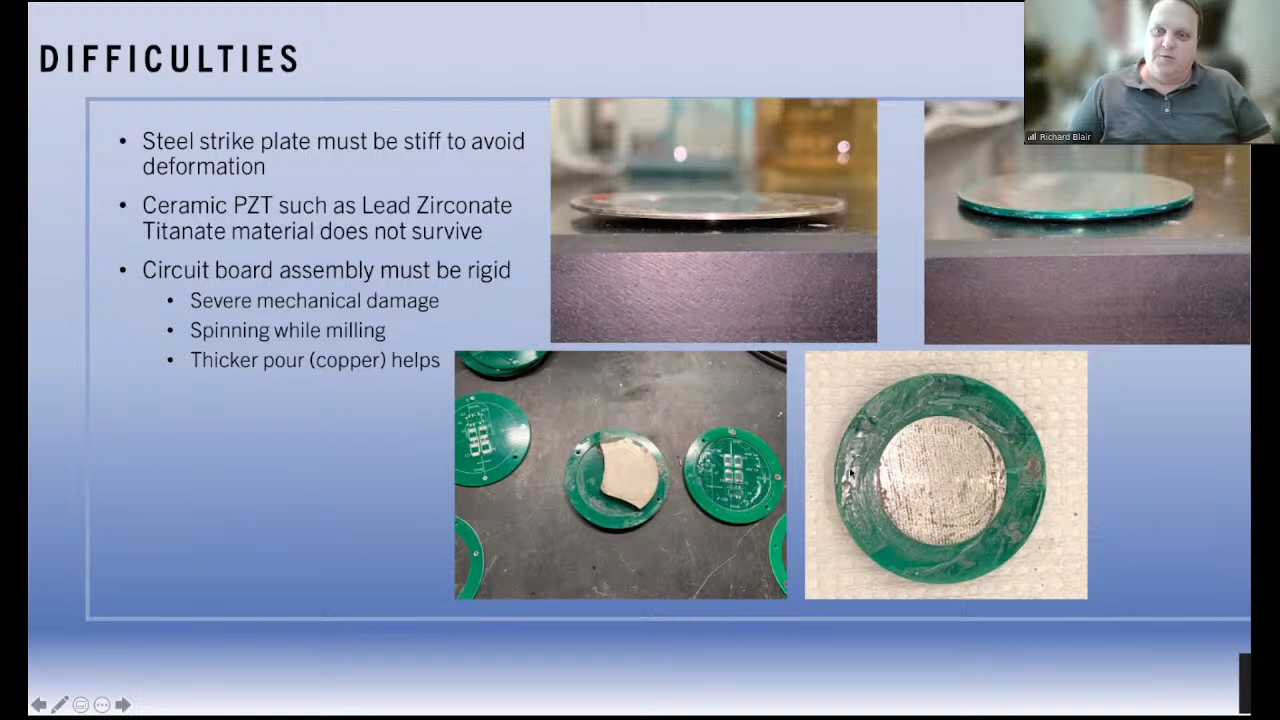 DIFFICULTIES
Richard Blair
• Steel strike plate must be stiff to avoid
deformation
• Ceramic PZT such as Lead Zirconate
Titanate material does not survive
• Circuit board assembly must be rigid
• Severe mechanical damage
• Spinning while milling
• Thicker pour (copper) helps